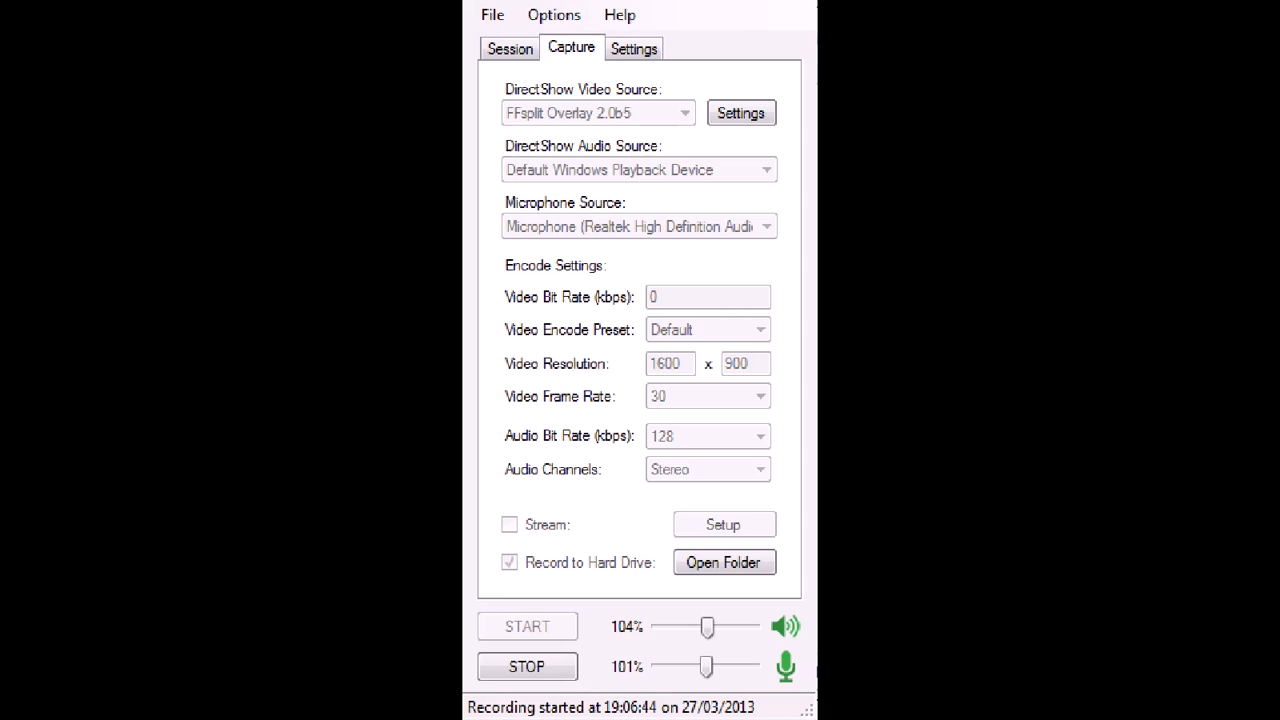 File Options Help
Session Capture Settings
DirectShow Video Source:
FFsplit Overlay 2.0b5 Settings
DirectShow Audio Source:
Default Windows Playback Device
Microphone Source:
Microphone (Realtek High Definition Audi
Encode Settings:
Video Bit Rate (kbps): 0
Video Encode Preset: Default
Video Resolution: 1600 x 900
Video Frame Rate: 30
Audio Bit Rate (kbps): 128
Audio Channels: Stereo
Stream: Setup
Record to Hard Drive: Open Folder
START 104%
STOP 101%
Recording started at 19:06:44 on 27/03/2013